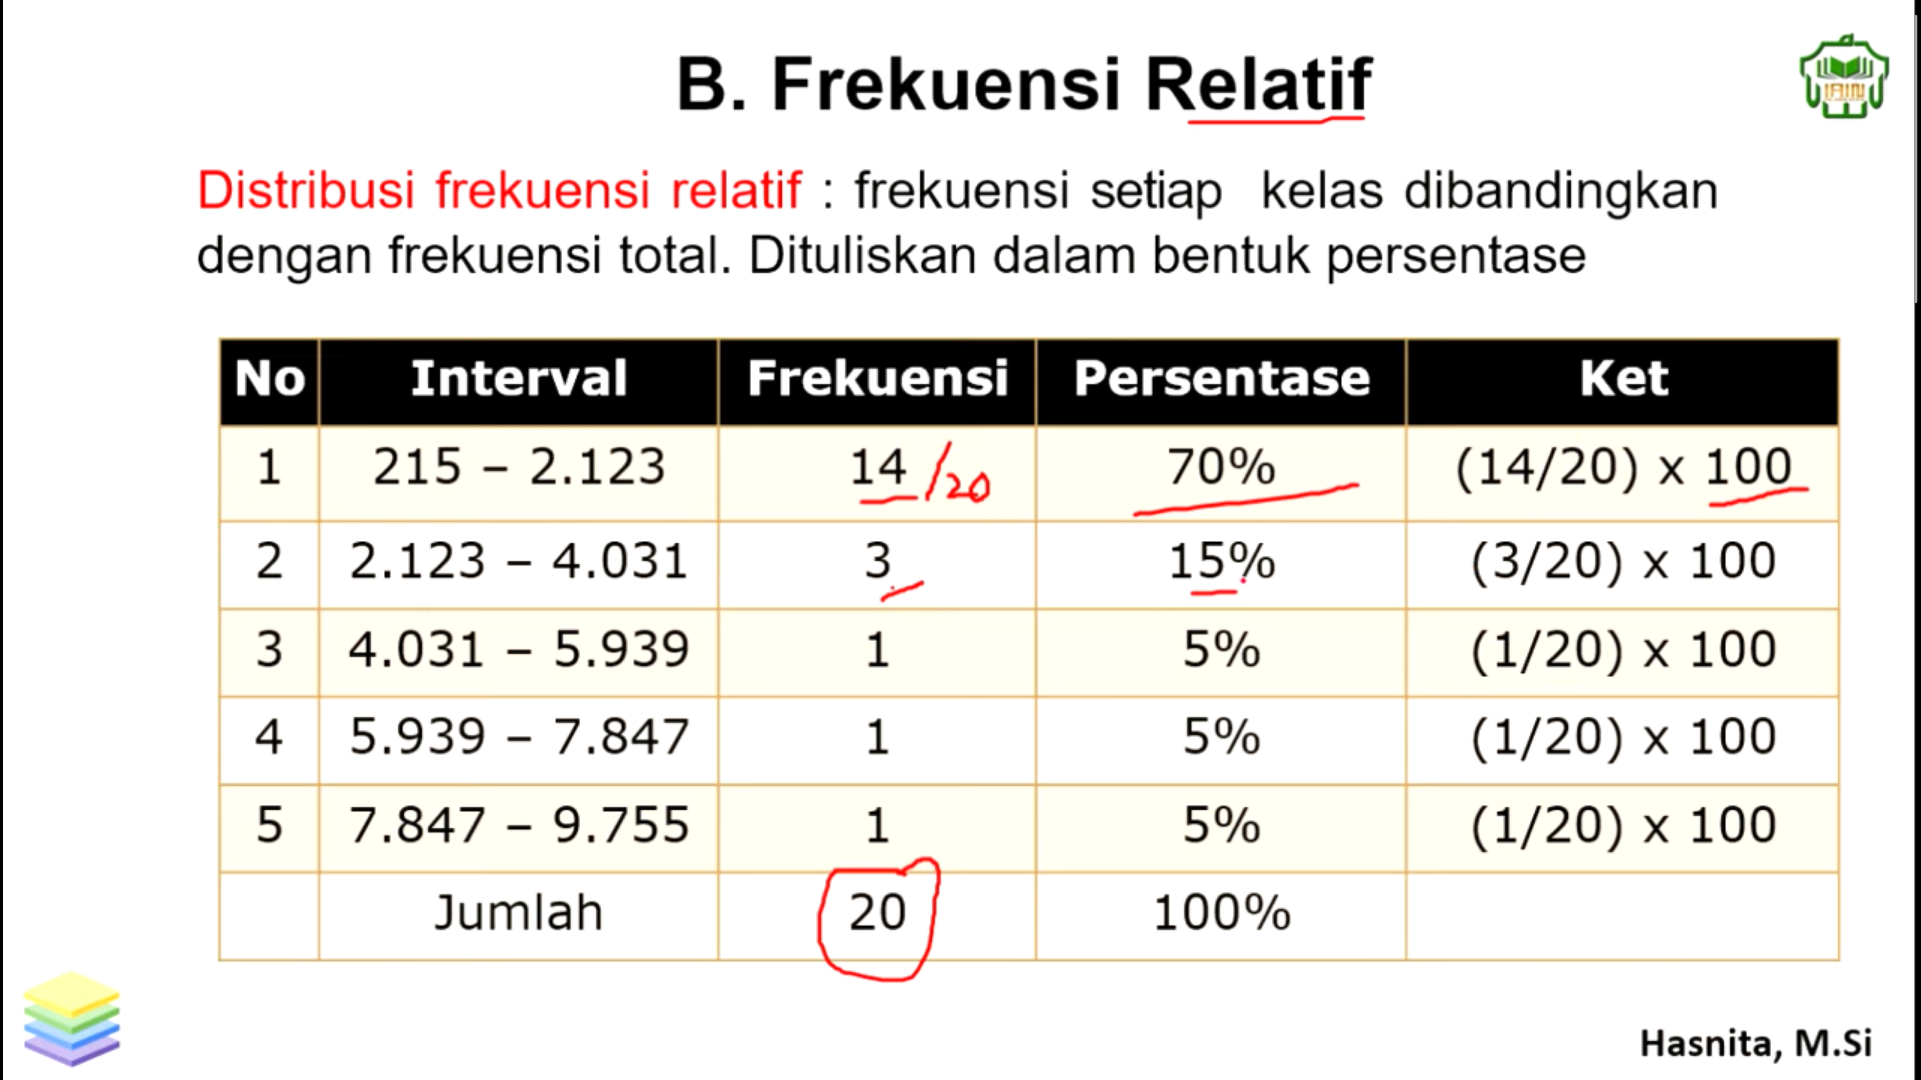 B. Frekuensi Relatif
IAIN
Distribusi frekuensi relatif : frekuensi setiap kelas dibandingkan
dengan frekuensi total. Dituliskan dalam bentuk persentase
No Interval Frekuensi Persentase Ket
1 215 – 2.123 14 /20 70% (14/20) x 100
2 2.123 – 4.031 3 15% (3/20) x 100
3 4.031 – 5.939 1 5% (1/20) x 100
4 5.939 – 7.847 1 5% (1/20) x 100
5 7.847 – 9.755 1 5% (1/20) x 100
Jumlah 20 100%
Hasnita, M.Si